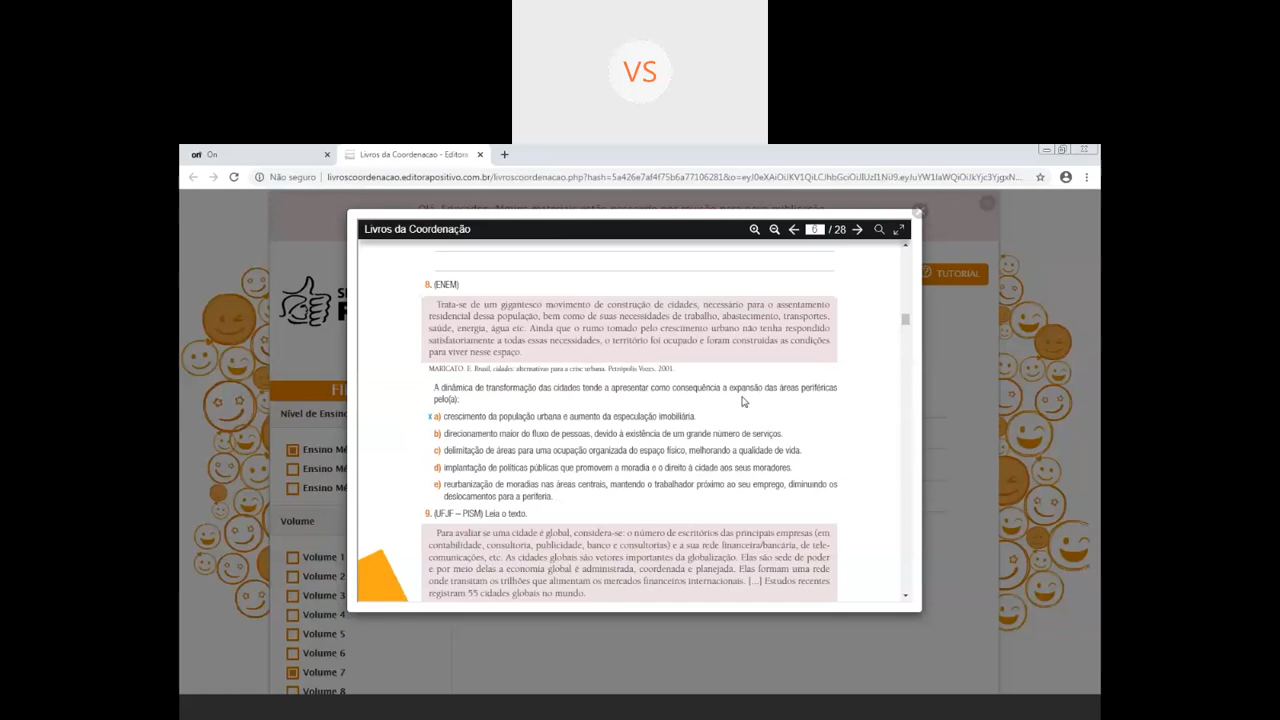 VS
on On
Livros da Coordenacao - Editora
Não seguro
livroscoordenacao.editorapositivo.com.br/livroscoordenacao.php?hash=5a426e7af4f75b6a77106281&o=
Livros da Coordenação
6 / 28
TUTORIAL
8. (ENEM)
Trata-se de um gigantesco movimento de construção de cidades, necessário para o assentamento
residencial dessa população, bem como de suas necessidades de trabalho, abastecimento, transportes,
saúde, energia, água etc. Ainda que o rumo tomado pelo crescimento urbano não tenha respondido
satisfatoriamente a todas essas necessidades, o território foi ocupado e foram construídas as condições
para viver nesse espaço.
MARICATO. E. Brasil, cidades: alternativas para a crise urbana. Petrópolis Vozes. 2001.
A dinâmica de transformação das cidades tende a apresentar como consequência a expansão das áreas periféricas
pelo(a):
x a) crescimento da população urbana e aumento da especulação imobiliária.
b) direcionamento maior do fluxo de pessoas, devido à existência de um grande número de serviços.
c) delimitação de áreas para uma ocupação organizada do espaço físico, melhorando a qualidade de vida.
d) implantação de políticas públicas que promovem a moradia e o direito à cidade aos seus moradores.
e) reurbanização de moradias nas áreas centrais, mantendo o trabalhador próximo ao seu emprego, diminuindo os
deslocamentos para a periferia.
9. (UFJF – PISM) Leia o texto.
Para avaliar se uma cidade é global, considera-se: o número de escritórios das principais empresas (em
contabilidade, consultoria, publicidade, banco e consultorias) e a sua rede financeira/bancária, de tele-
comunicações, etc. As cidades globais são vetores importantes da globalização. Elas são sede de poder
e por meio delas a economia global é administrada, coordenada e planejada. Elas formam uma rede
onde transitam os trilhões que alimentam os mercados financeiros internacionais. [...] Estudos recentes
registram 55 cidades globais no mundo.
FI
Nível de Ensino
Ensino Mé
Ensino Mé
Ensino Mé
Volume
Volume 1
Volume 2
Volume 3
Volume 4
Volume 5
Volume 6
Volume 7
Volume 8